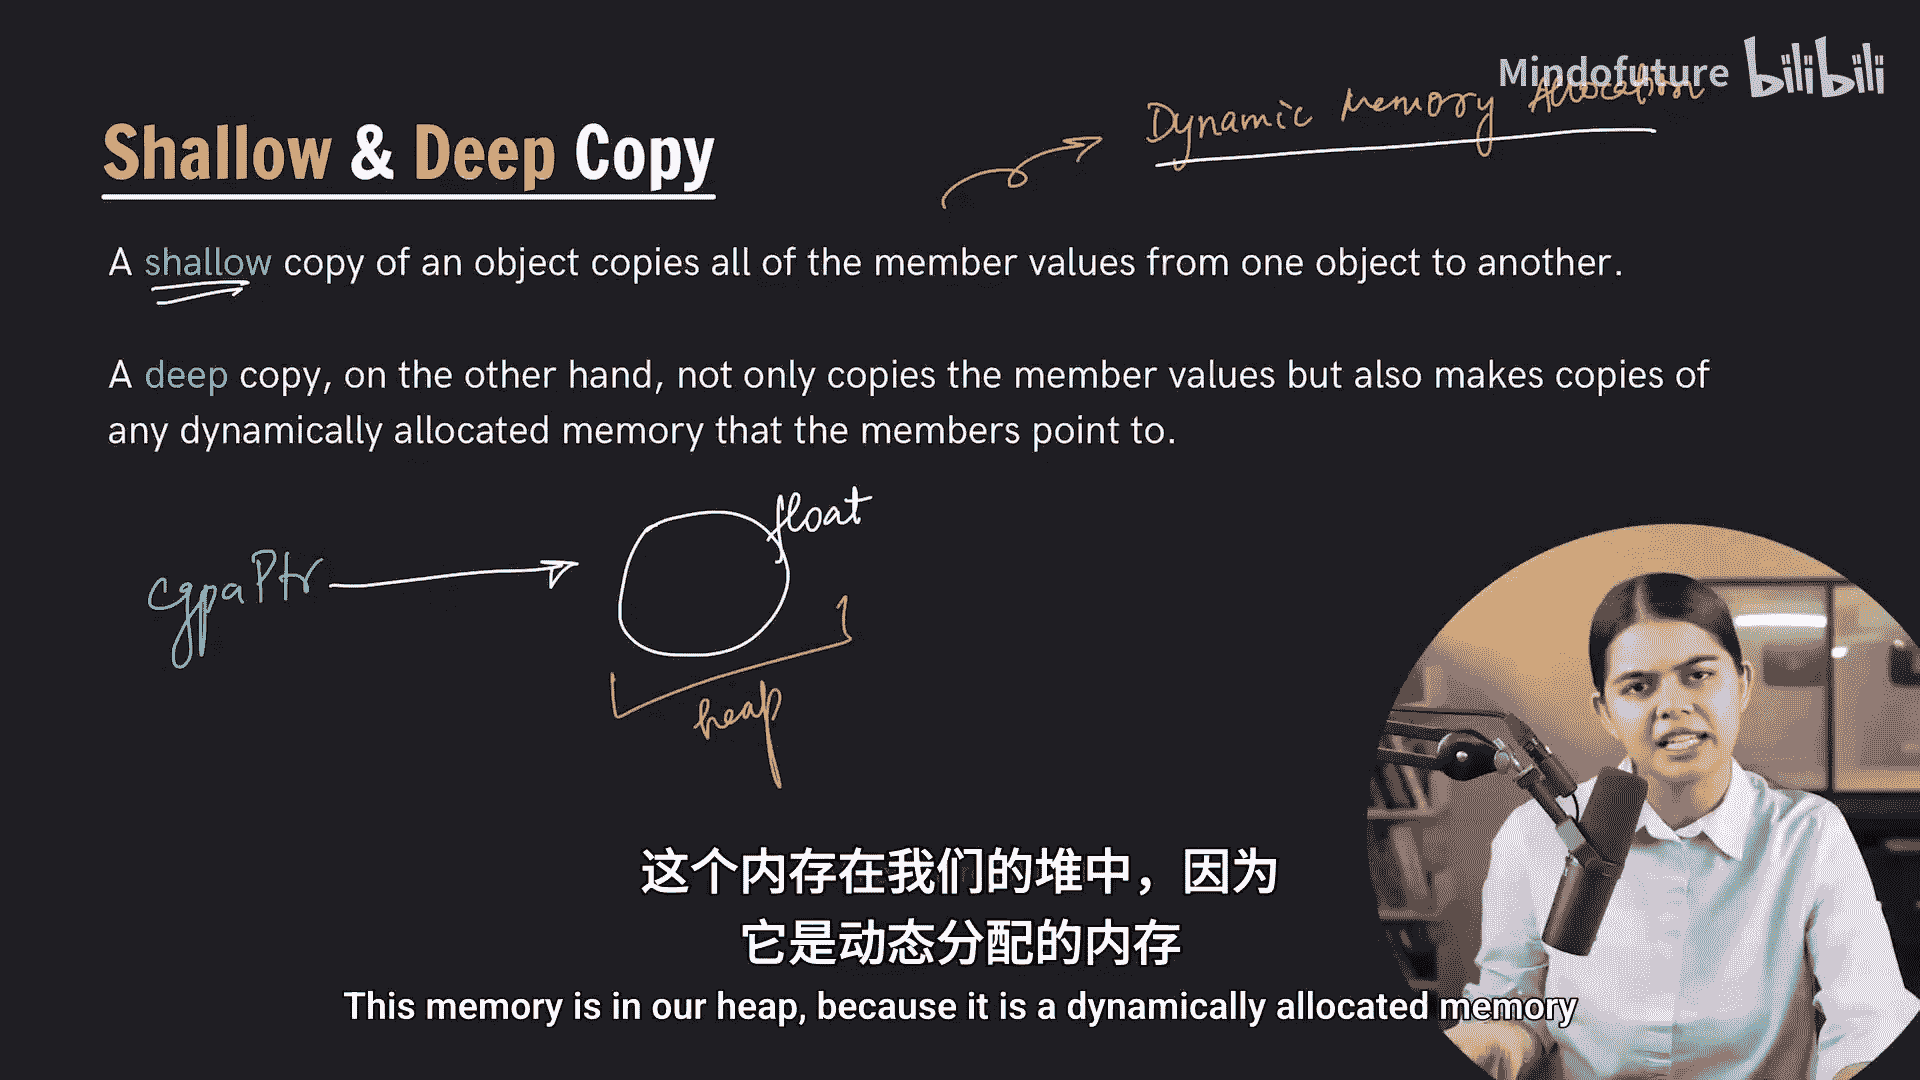 Mindofuture bilibili
Dynamic Memory Allocation
Shallow & Deep Copy
A shallow copy of an object copies all of the member values from one object to another.
A deep copy, on the other hand, not only copies the member values but also makes copies of
any dynamically allocated memory that the members point to.
float
cgpaPtr
heap
这个内存在我们的堆中，因为
它是动态分配的内存
This memory is in our heap, because it is a dynamically allocated memory